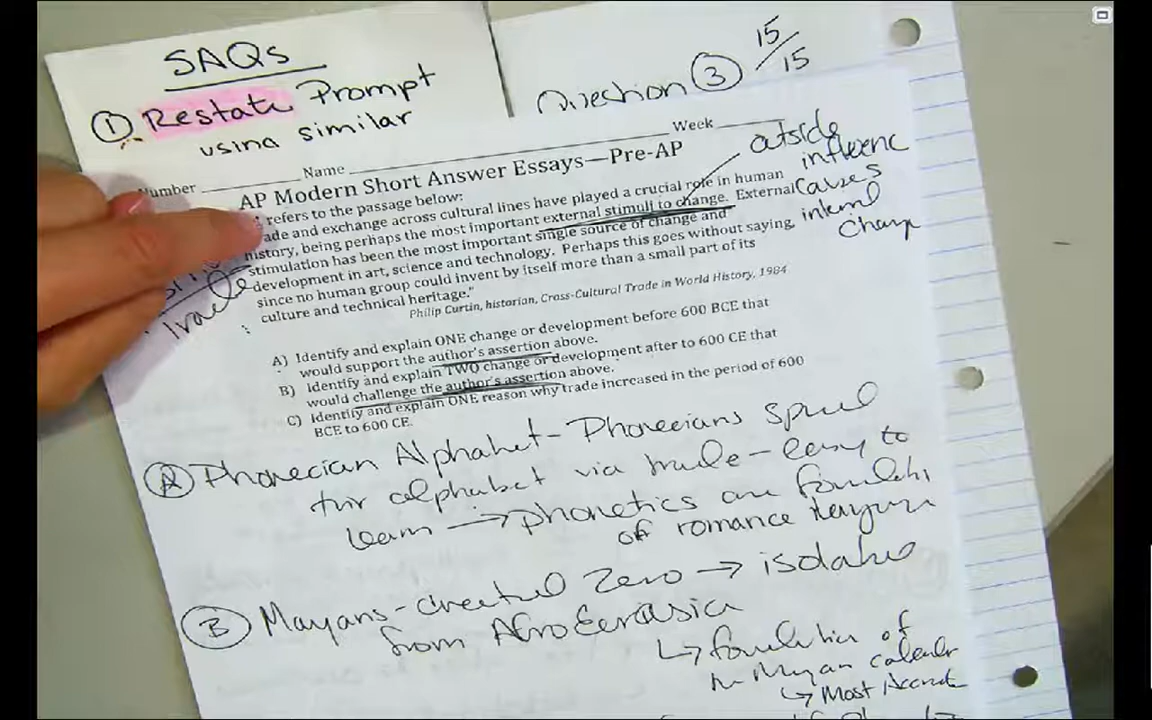 SAQs
① Restate Prompt
using similar
Question ③ 15/15
Number Name Week
AP Modern Short Answer Essays—Pre-AP
outside
influenc
causes
internal
change
refers to the passage below:
ade and exchange across cultural lines have played a crucial role in human
history, being perhaps the most important external stimuli to change. External
stimulation has been the most important single source of change and
development in art, science and technology. Perhaps this goes without saying,
since no human group could invent by itself more than a small part of its
culture and technical heritage."
Philip Curtin, historian, Cross-Cultural Trade in World History, 1984
A) Identify and explain ONE change or development before 600 BCE that
would support the author's assertion above.
B) Identify and explain TWO change or development after to 600 CE that
would challenge the author's assertion above.
C) Identify and explain ONE reason why trade increased in the period of 600
BCE to 600 CE.
Ⓐ Phonecian Alphabet - Phonecians spread
their alphabet via trade - easy to
learn → phonetics are
of romance
Ⓑ Mayans - created Zero → isolated
from AfroEurasia
↳ foundation of
Mayan calendar
↳ Most Accurate